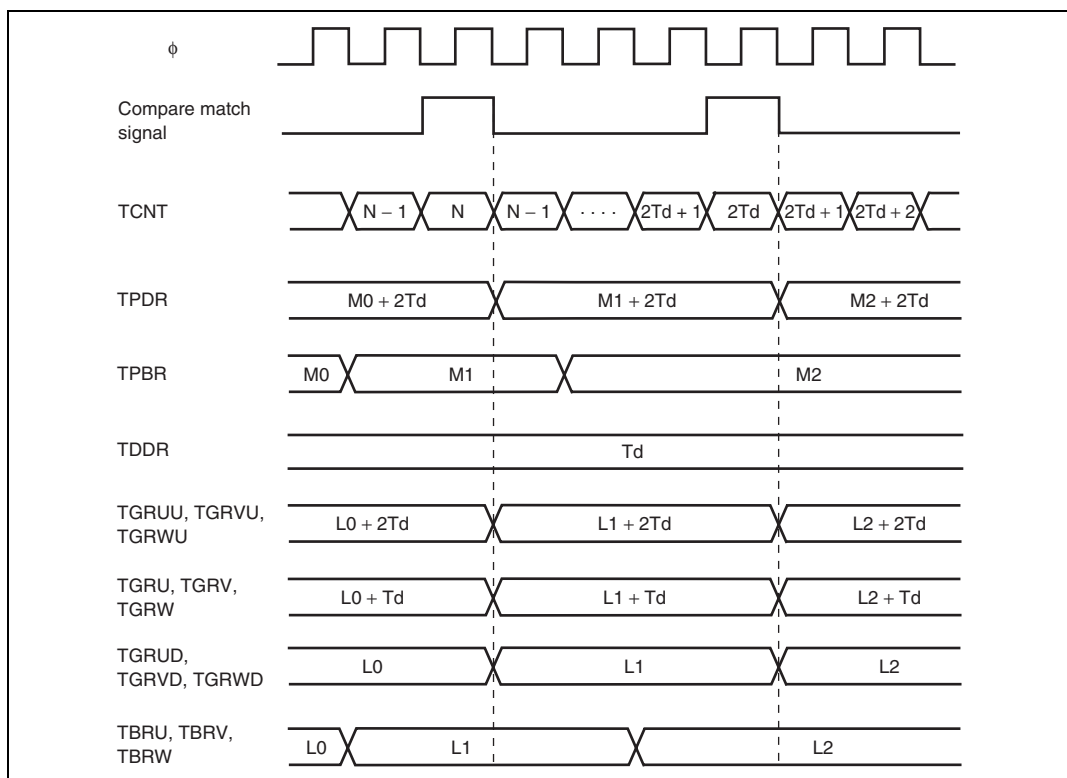 ϕ
Compare match
signal
TCNT N – 1 N N – 1 · · · · 2Td + 1 2Td 2Td + 1 2Td + 2
TPDR M0 + 2Td M1 + 2Td M2 + 2Td
TPBR M0 M1 M2
TDDR Td
TGRUU, TGRVU,
TGRWU
L0 + 2Td L1 + 2Td L2 + 2Td
TGRU, TGRV,
TGRW
L0 + Td L1 + Td L2 + Td
TGRUD,
TGRVD, TGRWD
L0 L1 L2
TBRU, TBRV,
TBRW
L0 L1 L2